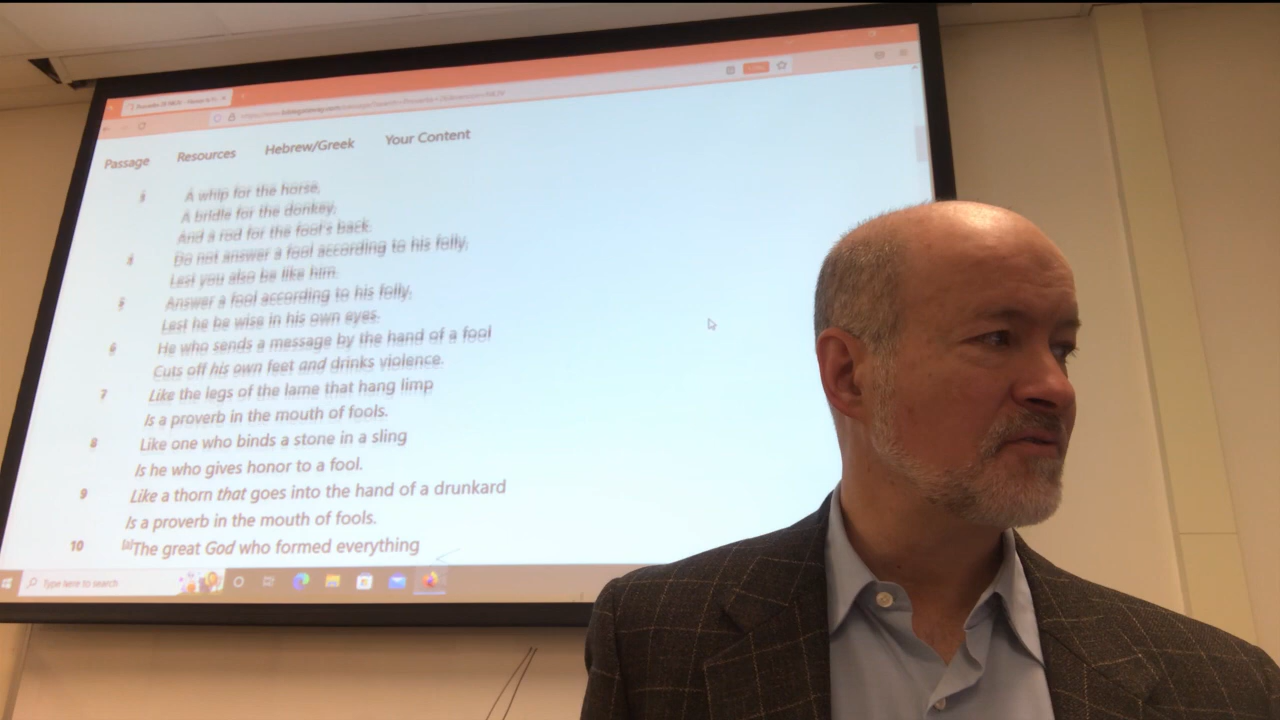 Passage Resources Hebrew/Greek Your Content
3 A whip for the horse,
A bridle for the donkey,
And a rod for the fool's back.
4 Do not answer a fool according to his folly,
Lest you also be like him.
5 Answer a fool according to his folly,
Lest he be wise in his own eyes.
6 He who sends a message by the hand of a fool
Cuts off his own feet and drinks violence.
7 Like the legs of the lame that hang limp
Is a proverb in the mouth of fools.
8 Like one who binds a stone in a sling
Is he who gives honor to a fool.
9 Like a thorn that goes into the hand of a drunkard
Is a proverb in the mouth of fools.
10 [a]The great God who formed everything
Type here to search